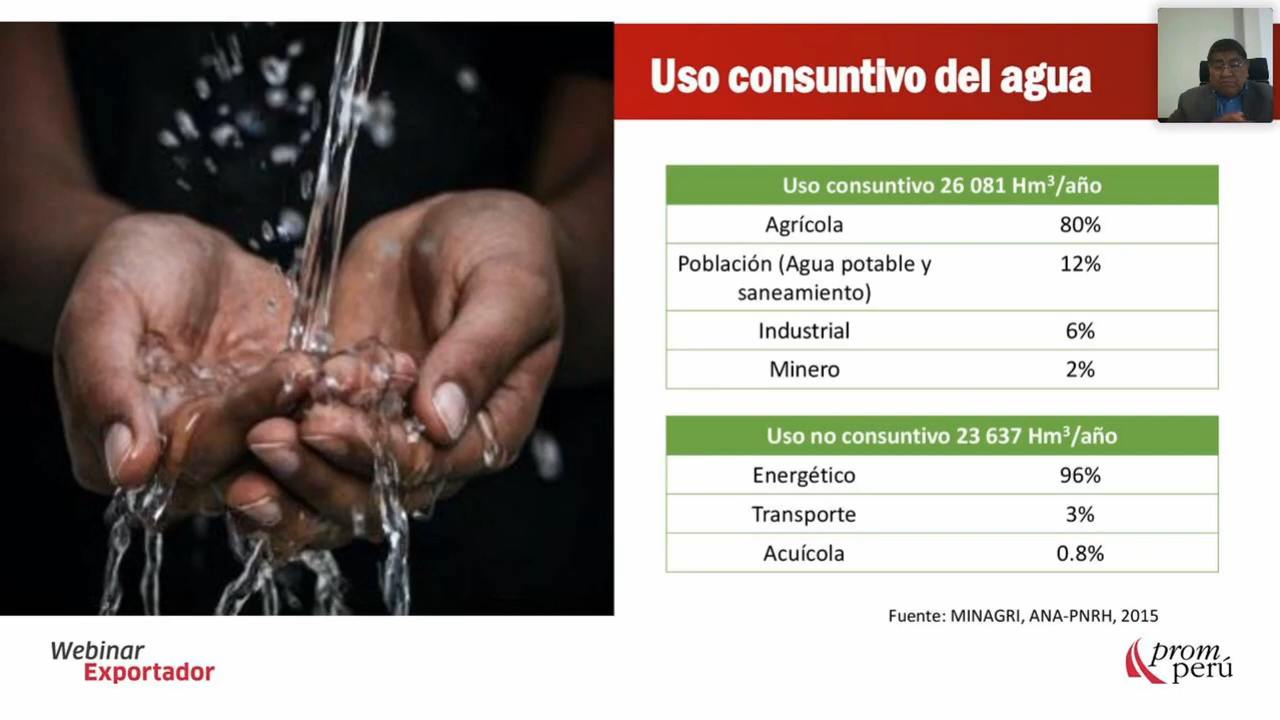 Uso consuntivo del agua
Uso consuntivo 26 081 Hm³/año
Agrícola 80%
Población (Agua potable y 12%
saneamiento)
Industrial 6%
Minero 2%
Uso no consuntivo 23 637 Hm³/año
Energético 96%
Transporte 3%
Acuícola 0.8%
Fuente: MINAGRI, ANA-PNRH, 2015
Webinar
Exportador
prom
perú